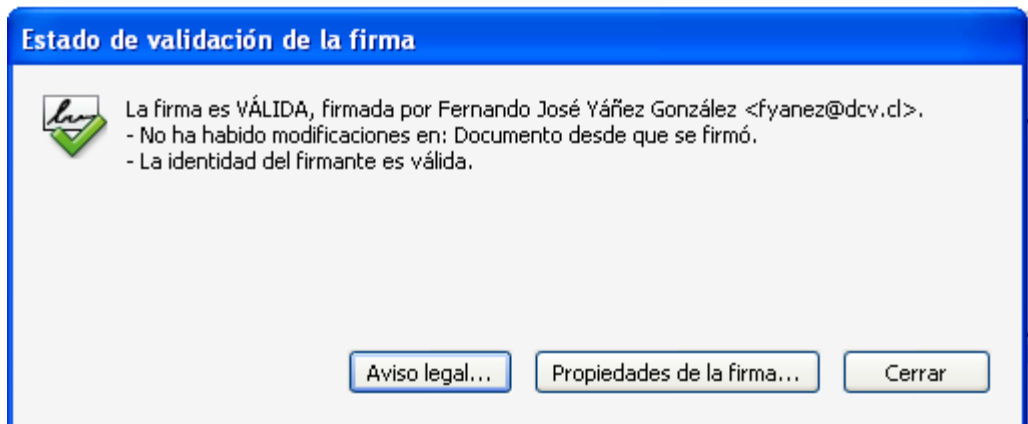 Estado de validación de la firma
La firma es VÁLIDA, firmada por Fernando José Yáñez González <fyanez@dcv.cl>.
- No ha habido modificaciones en: Documento desde que se firmó.
- La identidad del firmante es válida.
Aviso legal... Propiedades de la firma... Cerrar